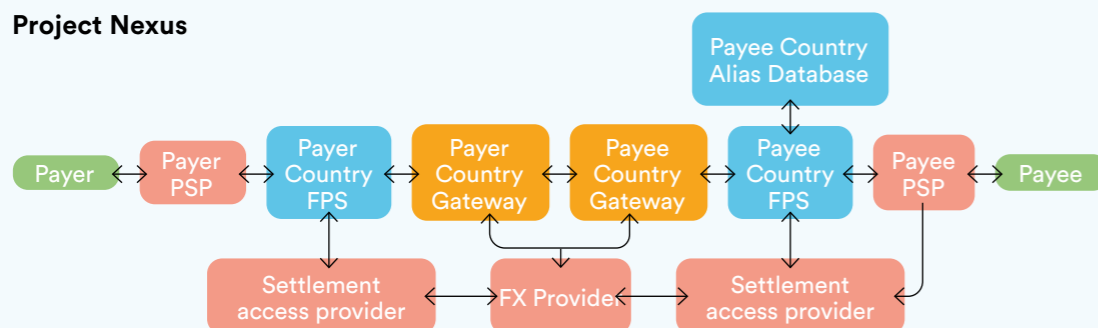 Project Nexus
Payee Country
Alias Database
Payer
Payer
PSP
Payer
Country
FPS
Payer
Country
Gateway
Payee
Country
Gateway
Payee
Country
FPS
Payee
PSP
Payee
Settlement
access provider
FX Provider
Settlement
access provider